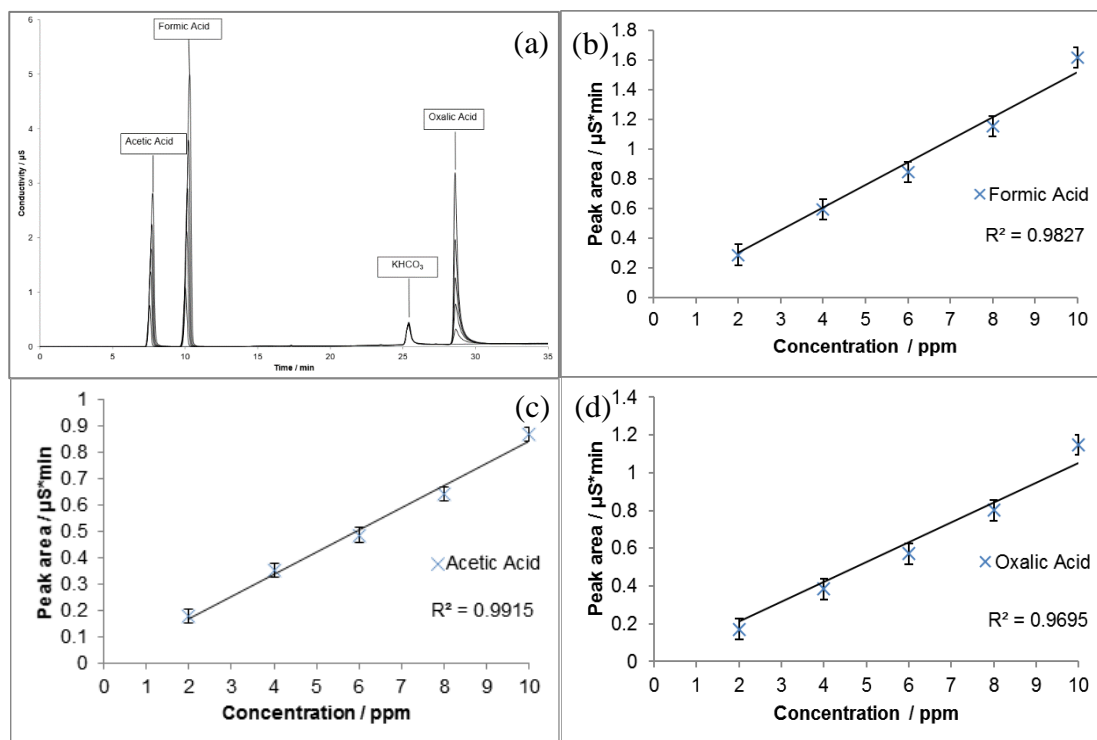 (a)
6
5
4
3
2
1
0
Conductivity / µS
Formic Acid
Acetic Acid
Oxalic Acid
KHCO₃
0 5 10 15 20 25 30 35
Time / min
(b)
1.8
1.6
1.4
1.2
1
0.8
0.6
0.4
0.2
0
Peak area / µS*min
Formic Acid
R² = 0.9827
0 1 2 3 4 5 6 7 8 9 10
Concentration / ppm
(c)
1
0.9
0.8
0.7
0.6
0.5
0.4
0.3
0.2
0.1
0
Peak area / µS*min
Acetic Acid
R² = 0.9915
0 1 2 3 4 5 6 7 8 9 10
Concentration / ppm
(d)
1.4
1.2
1
0.8
0.6
0.4
0.2
0
Peak area / µS*min
Oxalic Acid
R² = 0.9695
0 1 2 3 4 5 6 7 8 9 10
Concentration / ppm